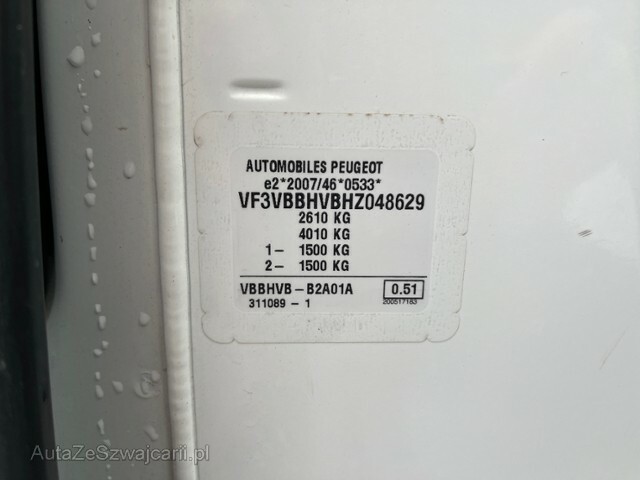 AUTOMOBILES PEUGEOT
e2*2007/46*0533*
VF3VBBHVBHZ048629
2610 KG
4010 KG
1- 1500 KG
2- 1500 KG
VBBHVB-B2A01A 0.51
311089-1 200517163
AutaZeSzwajcarii.pl